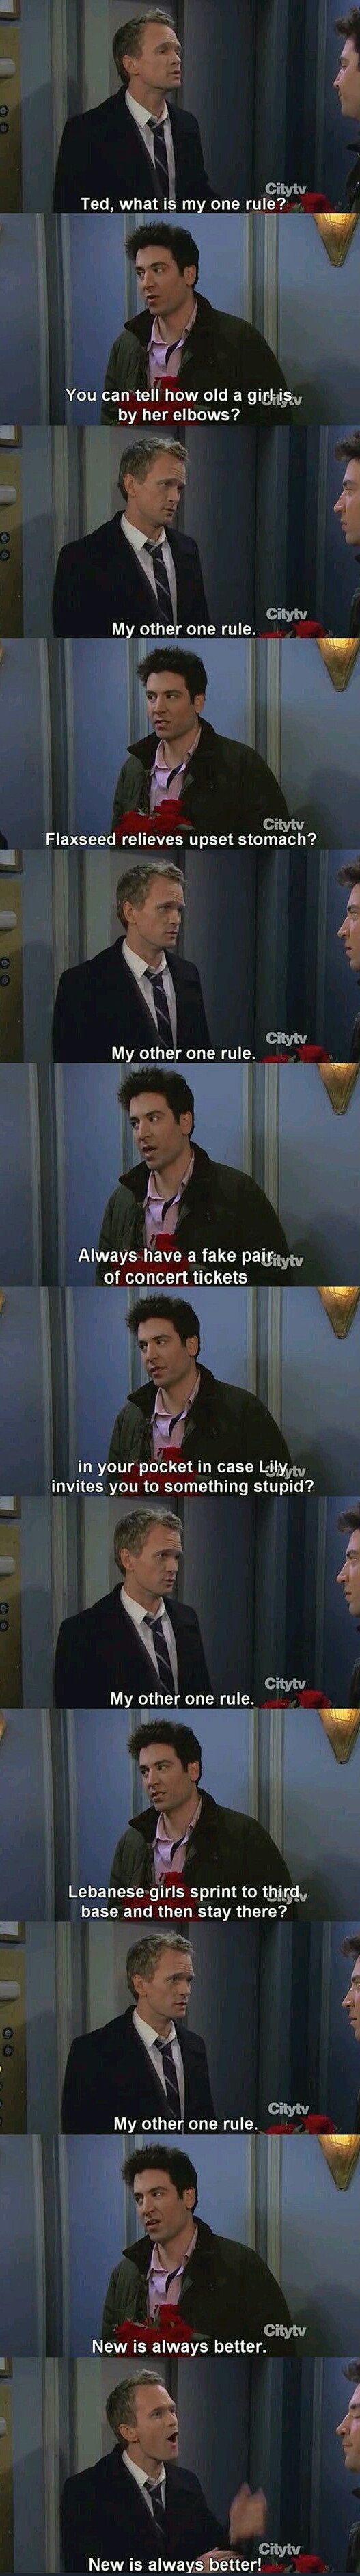 Citytv
Ted, what is my one rule?
You can tell how old a girl is
Citytv
by her elbows?
Citytv
My other one rule.
Citytv
Flaxseed relieves upset stomach?
Citytv
My other one rule.
Always have a fake pair
Citytv
of concert tickets
in your pocket in case Lily
Citytv
invites you to something stupid?
Citytv
My other one rule.
Lebanese girls sprint to third
Citytv
base and then stay there?
Citytv
My other one rule.
Citytv
New is always better.
Citytv
New is always better!